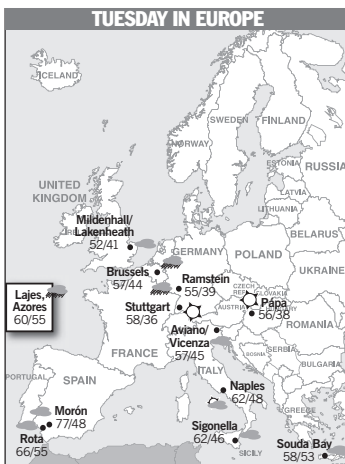 TUESDAY IN EUROPE
ICELAND
SWEDEN
FINLAND
NORWAY
ESTONIA
RUSSIA
LATVIA
LITHUANIA
UNITED
KINGDOM
BELARUS
Mildenhall/
Lakenheath
52/41
GERMANY
POLAND
UKRAINE
Brussels
57/44
Ramstein
55/39
CZECH
REP.
SLOVAKIA
Lajes,
Azores
60/55
Stuttgart
58/36
AUSTRIA
Pápa
56/38
Aviano/
Vicenza
57/45
ROMANIA
FRANCE
BOSNIA
SERBIA
BULGARIA
ITALY
PORTUGAL
SPAIN
Naples
62/48
Morón
77/48
GREECE
Rota
66/55
Sigonella
62/46
SICILY
Souda Bay
58/53